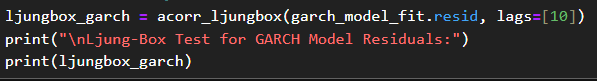 ljungbox_garch = acorr_ljungbox(garch_model_fit.resid, lags=[10])
print("\nLjung-Box Test for GARCH Model Residuals:")
print(ljungbox_garch)